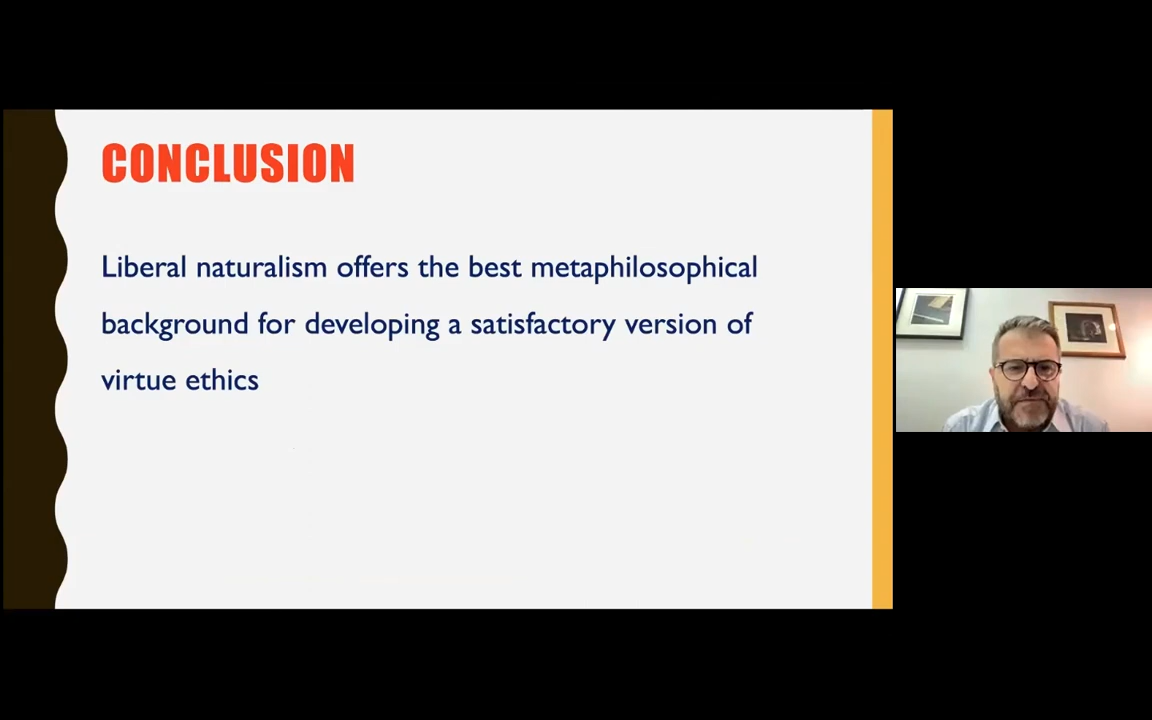 CONCLUSION
Liberal naturalism offers the best metaphilosophical
background for developing a satisfactory version of
virtue ethics